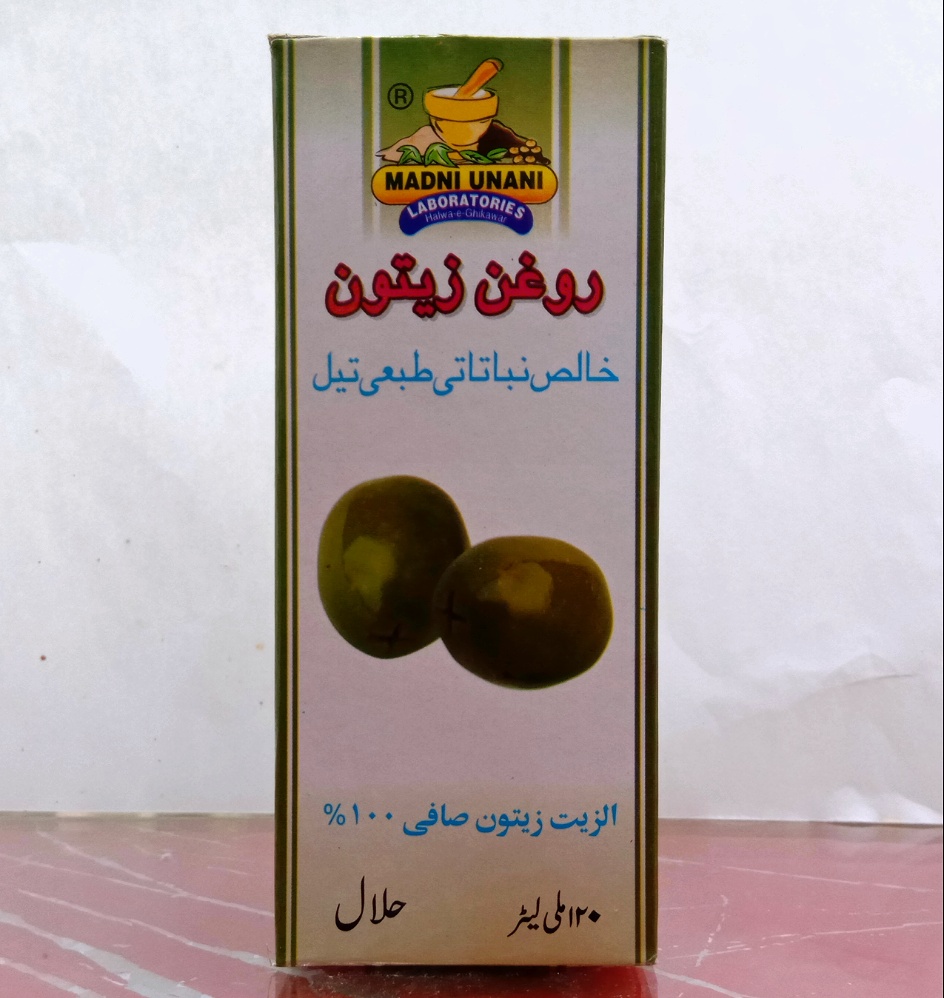 ®
MADNI UNANI
LABORATORIES
Halwa-e-Ghikawar
روغن زیتون
خالص نباتاتی طبعی تیل
الزیت زیتون صافی ۱۰۰%
حلال
۱۲۰ ملی لیٹر